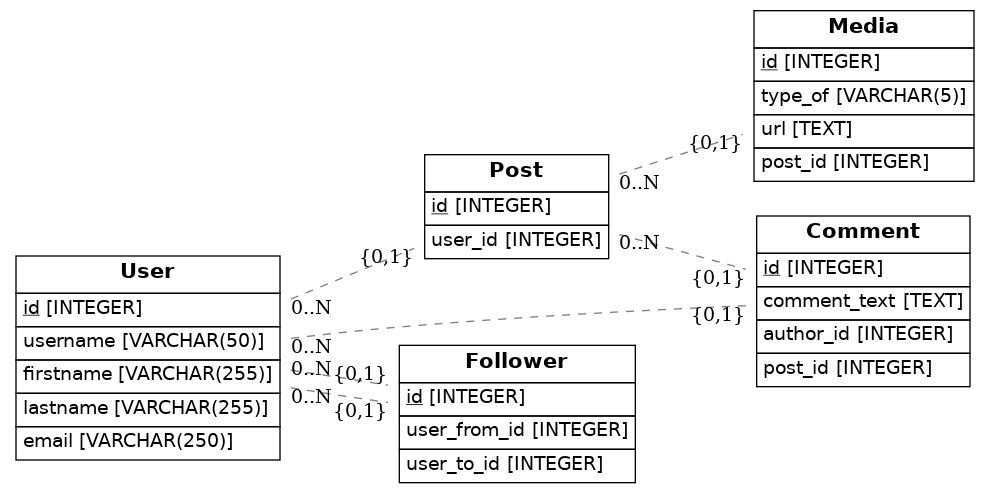 Media
id [INTEGER]
type_of [VARCHAR(5)]
url [TEXT]
post_id [INTEGER]
{0,1}
0..N
Post
id [INTEGER]
user_id [INTEGER]
0..N
{0,1}
Comment
id [INTEGER]
comment_text [TEXT]
author_id [INTEGER]
post_id [INTEGER]
{0,1}
0..N
User
id [INTEGER]
username [VARCHAR(50)]
firstname [VARCHAR(255)]
lastname [VARCHAR(255)]
email [VARCHAR(250)]
{0,1}
0..N
0..N {0,1}
0..N {0,1}
Follower
id [INTEGER]
user_from_id [INTEGER]
user_to_id [INTEGER]